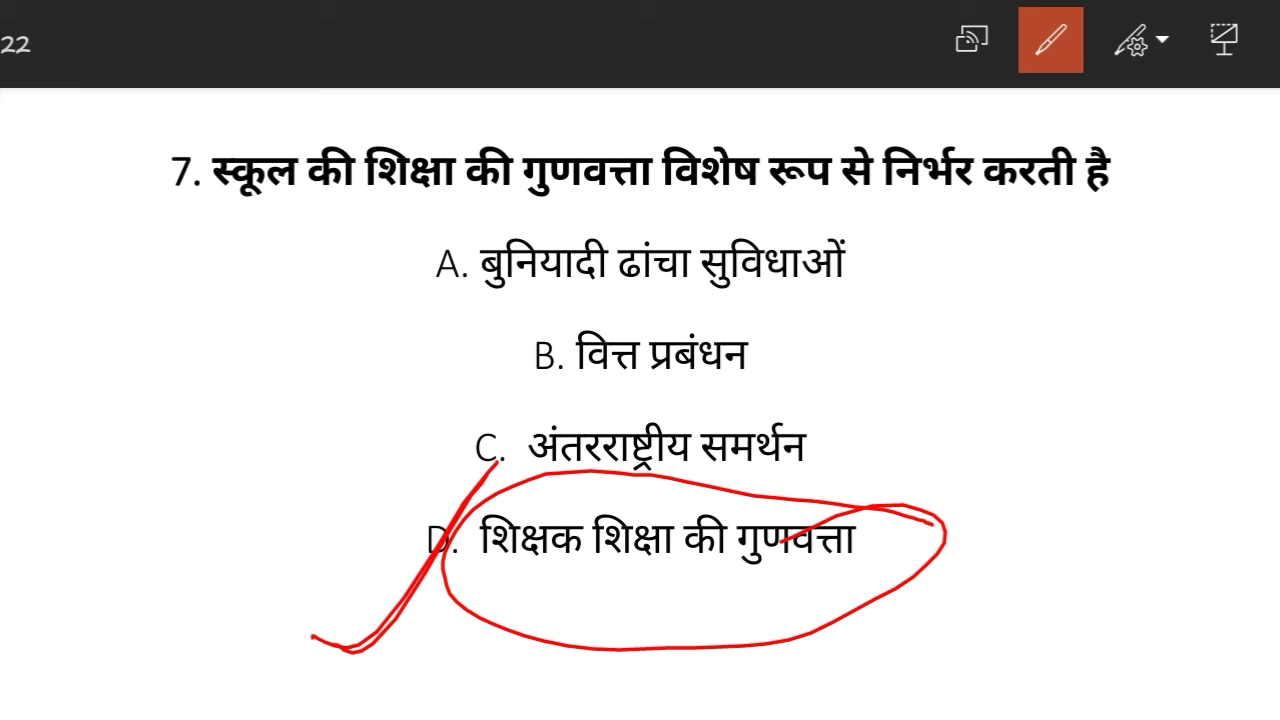 22
7. स्कूल की शिक्षा की गुणवत्ता विशेष रूप से निर्भर करती है
A. बुनियादी ढांचा सुविधाओं
B. वित्त प्रबंधन
C. अंतरराष्ट्रीय समर्थन
D. शिक्षक शिक्षा की गुणवत्ता